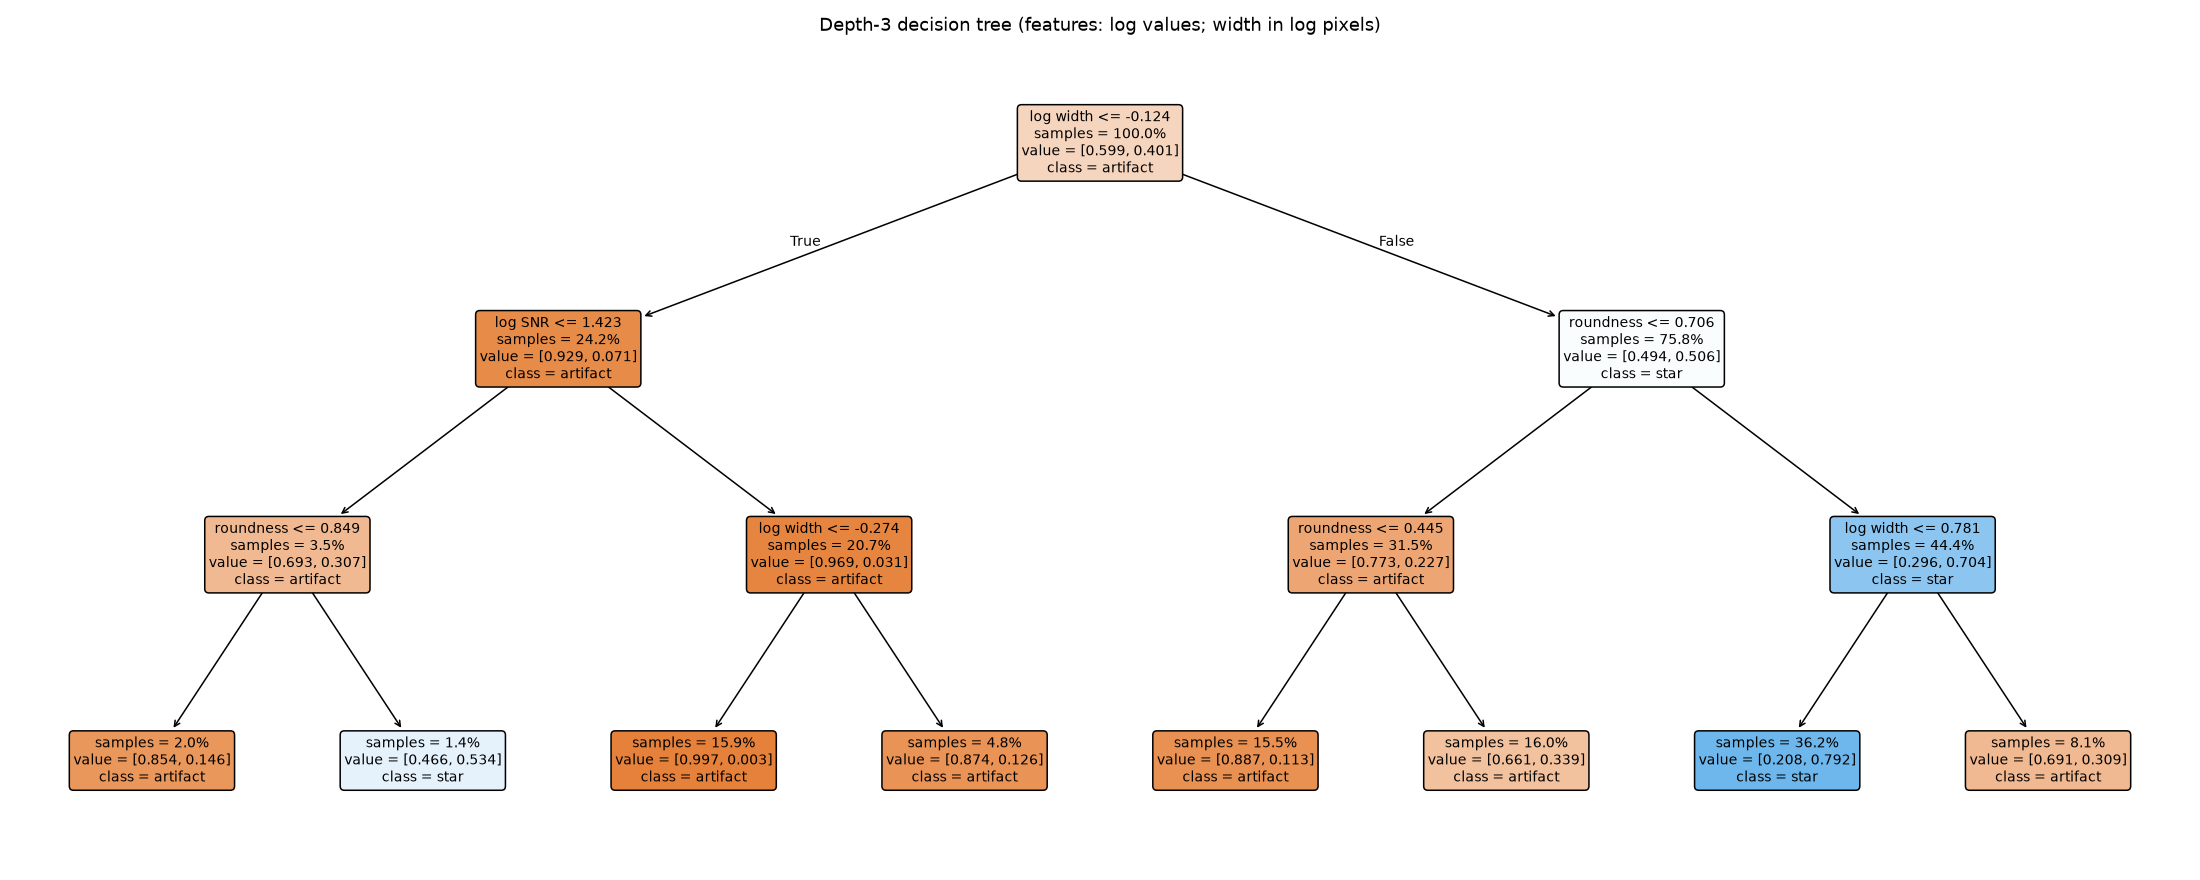 Depth-3 decision tree (features: log values; width in log pixels)
log width <= -0.124
samples = 100.0%
value = [0.599, 0.401]
class = artifact
True
False
log SNR <= 1.423
samples = 24.2%
value = [0.929, 0.071]
class = artifact
roundness <= 0.706
samples = 75.8%
value = [0.494, 0.506]
class = star
roundness <= 0.849
samples = 3.5%
value = [0.693, 0.307]
class = artifact
log width <= -0.274
samples = 20.7%
value = [0.969, 0.031]
class = artifact
roundness <= 0.445
samples = 31.5%
value = [0.773, 0.227]
class = artifact
log width <= 0.781
samples = 44.4%
value = [0.296, 0.704]
class = star
samples = 2.0%
value = [0.854, 0.146]
class = artifact
samples = 1.4%
value = [0.466, 0.534]
class = star
samples = 15.9%
value = [0.997, 0.003]
class = artifact
samples = 4.8%
value = [0.874, 0.126]
class = artifact
samples = 15.5%
value = [0.887, 0.113]
class = artifact
samples = 16.0%
value = [0.661, 0.339]
class = artifact
samples = 36.2%
value = [0.208, 0.792]
class = star
samples = 8.1%
value = [0.691, 0.309]
class = artifact